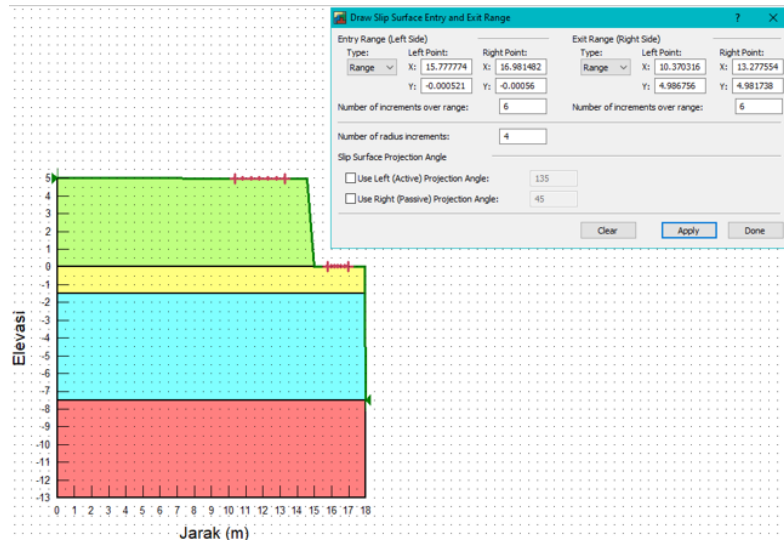 Draw Slip Surface Entry and Exit Range
? X
Entry Range (Left Side)
Exit Range (Right Side)
Type: Left Point: Right Point:
Type: Left Point: Right Point:
Range X: 15.777774 X: 16.981482
Range X: 10.370316 X: 13.277554
Y: -0.000521 Y: -0.00056
Y: 4.986756 Y: 4.981738
Number of increments over range: 6
Number of increments over range: 6
Number of radius increments: 4
Slip Surface Projection Angle
Use Left (Active) Projection Angle: 135
Use Right (Passive) Projection Angle: 45
Clear Apply Done
5
4
3
2
1
0
-1
-2
-3
-4
-5
-6
-7
-8
-9
-10
-11
-12
-13
Elevasi
0 1 2 3 4 5 6 7 8 9 10 11 12 13 14 15 16 17 18
Jarak (m)